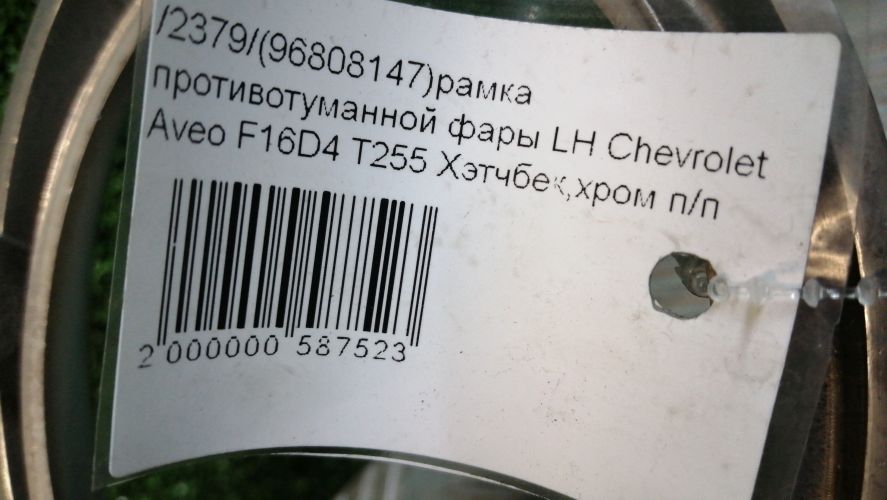 /2379/(96808147)рамка
противотуманной фары LH Chevrolet
Aveo F16D4 T255 Хэтчбек,хром п/п
2 000000 587523